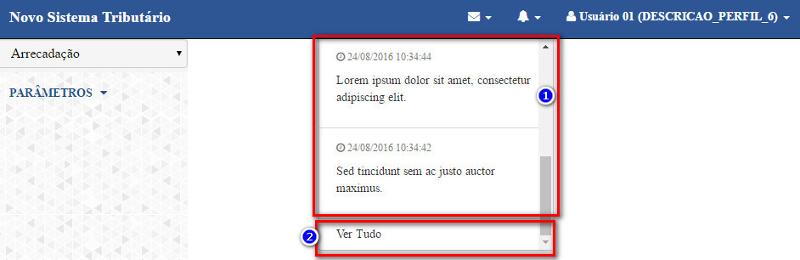 Novo Sistema Tributário
Usuário 01 (DESCRICAO_PERFIL_6)
Arrecadação
PARÂMETROS
24/08/2016 10:34:44
Lorem ipsum dolor sit amet, consectetur
adipiscing elit.
1
24/08/2016 10:34:42
Sed tincidunt sem ac justo auctor
maximus.
2
Ver Tudo